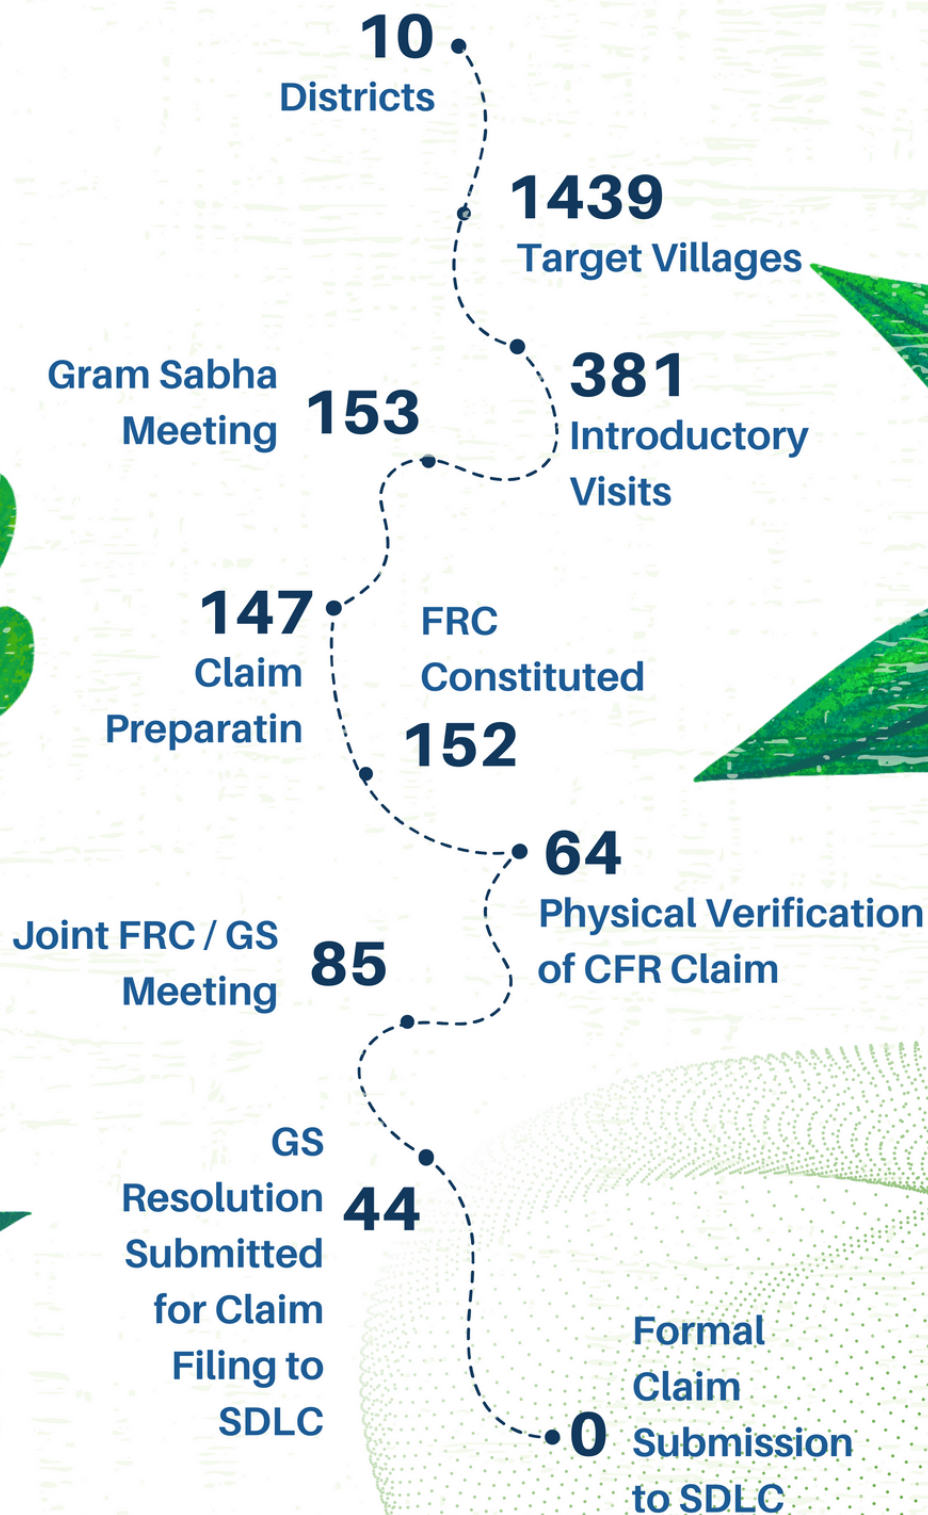 10
Districts
1439
Target Villages
381
Introductory
Visits
Gram Sabha
Meeting
153
147
Claim
Preparatin
FRC
Constituted
152
64
Physical Verification
of CFR Claim
Joint FRC / GS
Meeting
85
GS
Resolution
Submitted
for Claim
Filing to
SDLC
44
0
Formal
Claim
Submission
to SDLC